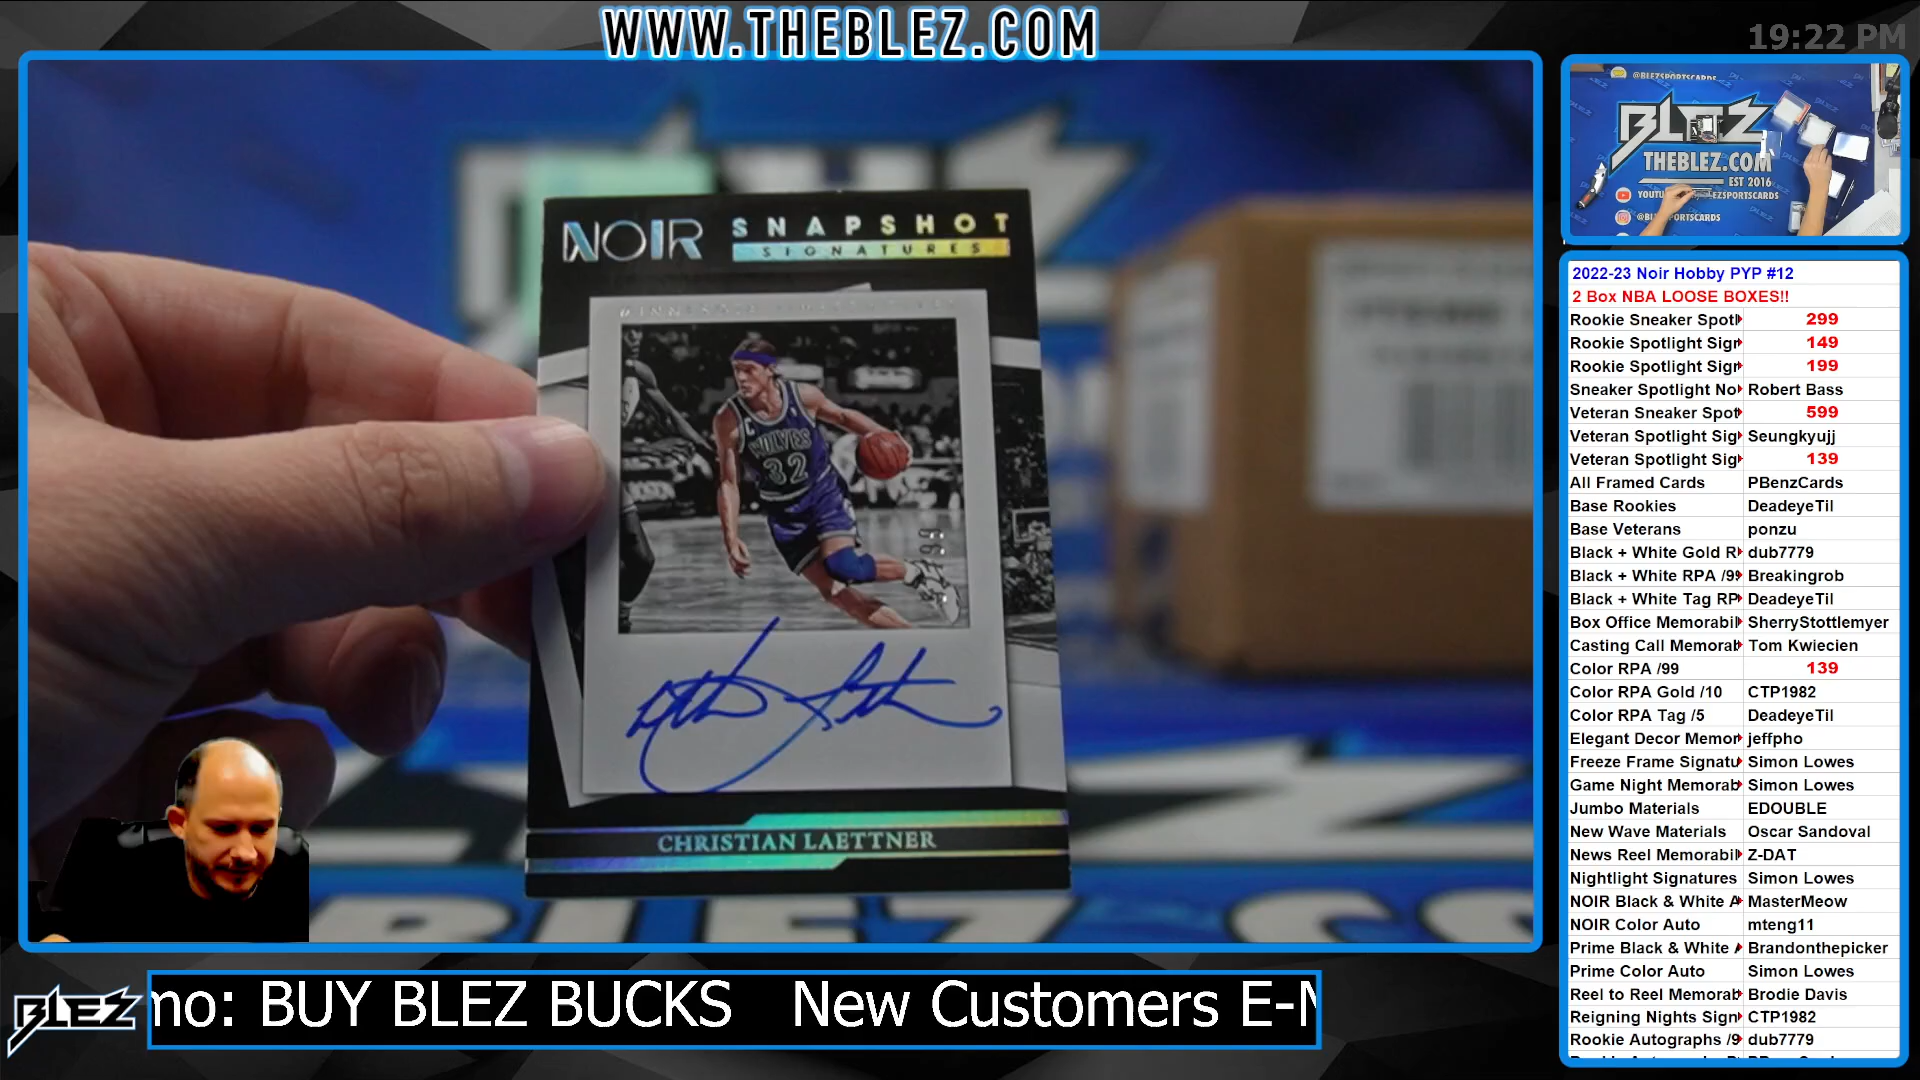 WWW.THEBLEZ.COM
19:22 PM
NOIR
SNAPSHOT
SIGNATURES
WOLVES
32
CHRISTIAN LAETTNER
@BLEZSPORTSCARDS
BLEZ
THEBLEZ.COM
EST 2016
2022-23 Noir Hobby PYP #12
2 Box NBA LOOSE BOXES!!
Rookie Sneaker Spotl 299
Rookie Spotlight Sign 149
Rookie Spotlight Sign 199
Sneaker Spotlight No Robert Bass
Veteran Sneaker Spot 599
Veteran Spotlight Sig Seungkyujj
Veteran Spotlight Sig 139
All Framed Cards PBenzCards
Base Rookies DeadeyeTil
Base Veterans ponzu
Black + White Gold R dub7779
Black + White RPA /99 Breakingrob
Black + White Tag RP DeadeyeTil
Box Office Memorabil SherryStottlemyer
Casting Call Memorab Tom Kwiecien
Color RPA /99 139
Color RPA Gold /10 CTP1982
Color RPA Tag /5 DeadeyeTil
Elegant Decor Memor jeffpho
Freeze Frame Signatu Simon Lowes
Game Night Memorab Simon Lowes
Jumbo Materials EDOUBLE
New Wave Materials Oscar Sandoval
News Reel Memorabil Z-DAT
Nightlight Signatures Simon Lowes
NOIR Black & White A MasterMeow
NOIR Color Auto mteng11
Prime Black & White A Brandonthepicker
Prime Color Auto Simon Lowes
Reel to Reel Memorab Brodie Davis
Reigning Nights Sign CTP1982
Rookie Autographs /9 dub7779
BLEZ
mo: BUY BLEZ BUCKS New Customers E-M